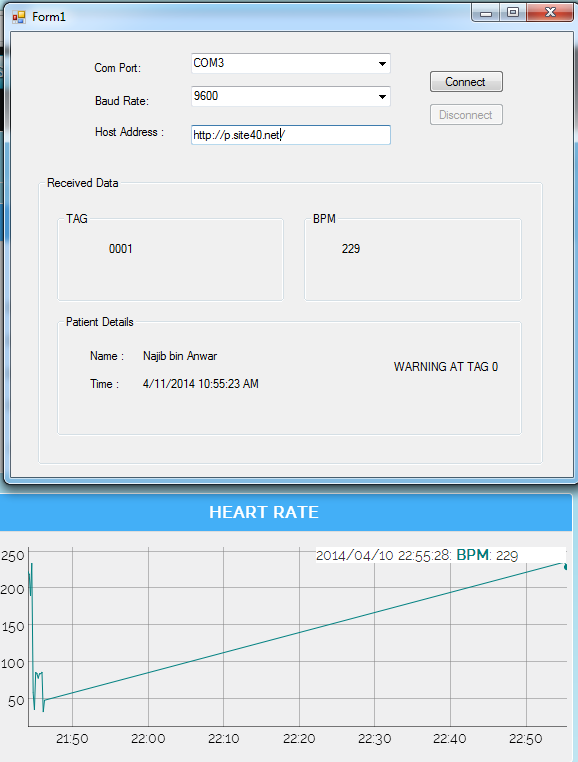 Form1
Com Port:
COM3
Connect
Baud Rate:
9600
Disconnect
Host Address :
http://p.site40.net/
Received Data
TAG
BPM
0001
229
Patient Details
Name :
Najib bin Anwar
WARNING AT TAG 0
Time :
4/11/2014 10:55:23 AM
HEART RATE
2014/04/10 22:55:28: BPM: 229
250
200
150
100
50
21:50
22:00
22:10
22:20
22:30
22:40
22:50